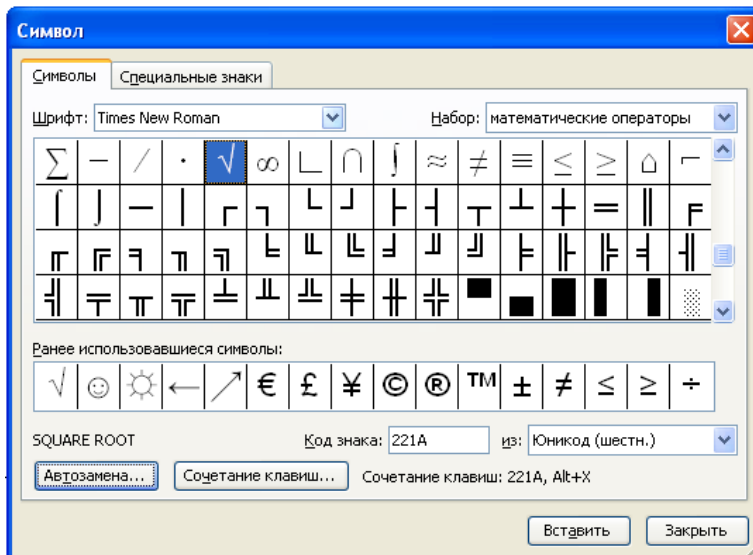 Символ
Символы Специальные знаки
Шрифт: Times New Roman Набор: математические операторы
∑ − ∕ ∙ √ ∞ ∟ ∩ ∫ ≈ ≠ ≡ ≤ ≥ ⌂ ⌐
⌠ ⌡ ─ │ ┌ ┐ └ ┘ ├ ┤ ┬ ┴ ┼ ═ ║ ╒
╓ ╔ ╕ ╖ ╗ ╘ ╙ ╚ ╛ ╜ ╝ ╞ ╟ ╠ ╡ ╢
╣ ╤ ╥ ╦ ╧ ╨ ╩ ╪ ╫ ╬ ▀ ▄ █ ▌ ▐ ░
Ранее использовавшиеся символы:
√ ☺ ☼ ← ↗ € £ ¥ © ® ™ ± ≠ ≤ ≥ ÷
SQUARE ROOT Код знака: 221A из: Юникод (шестн.)
Автозамена... Сочетание клавиш... Сочетание клавиш: 221A, Alt+X
Вставить Закрыть